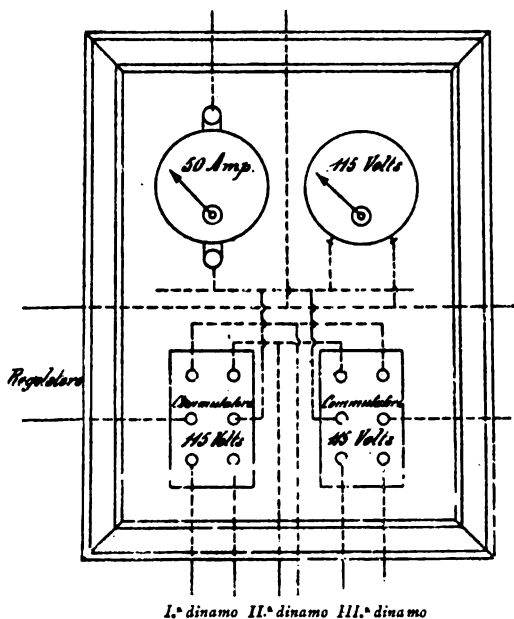 50 Amp.
115 Volts
Regolatore
Commutatore
115 Volts
Commutatore
115 Volts
I.ª dinamo II.ª dinamo III.ª dinamo